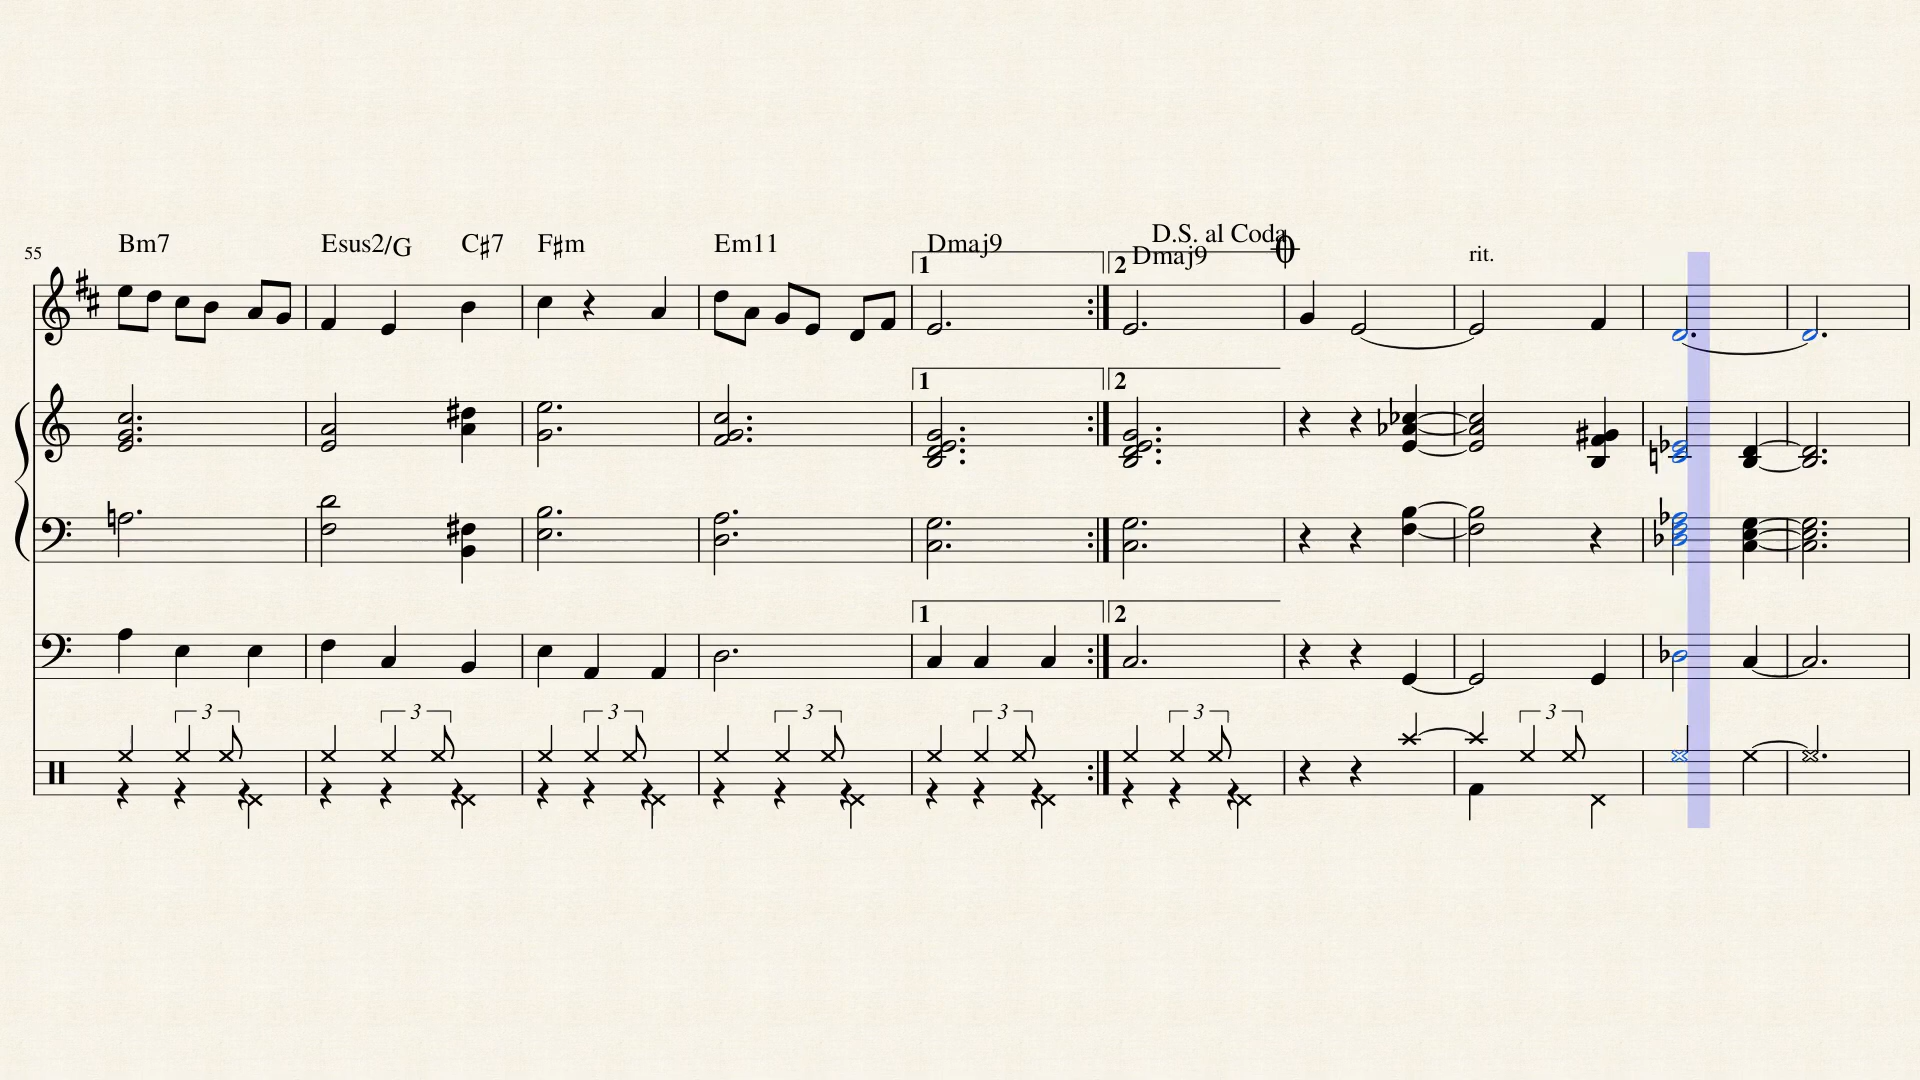 D.S. al Coda
Bm7 Esus2/G C♯7 F♯m Em11 Dmaj9 Dmaj9
55 rit.
1 2
1 2
1 2
3 3 3 3 3 3 3